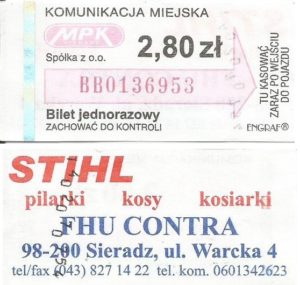 KOMUNIKACJA MIEJSKA
MPK
Spółka z o.o.
2,80 zł
BB0136953
Bilet jednorazowy
ZACHOWAĆ DO KONTROLI
ENGRAF®
TU KASOWAĆ
ZARAZ PO WEJŚCIU
DO POJAZDU
STIHL
pilarki kosy kosiarki
FHU CONTRA
98-200 Sieradz, ul. Warcka 4
tel/fax (043) 827 14 22 tel. kom. 0601342623